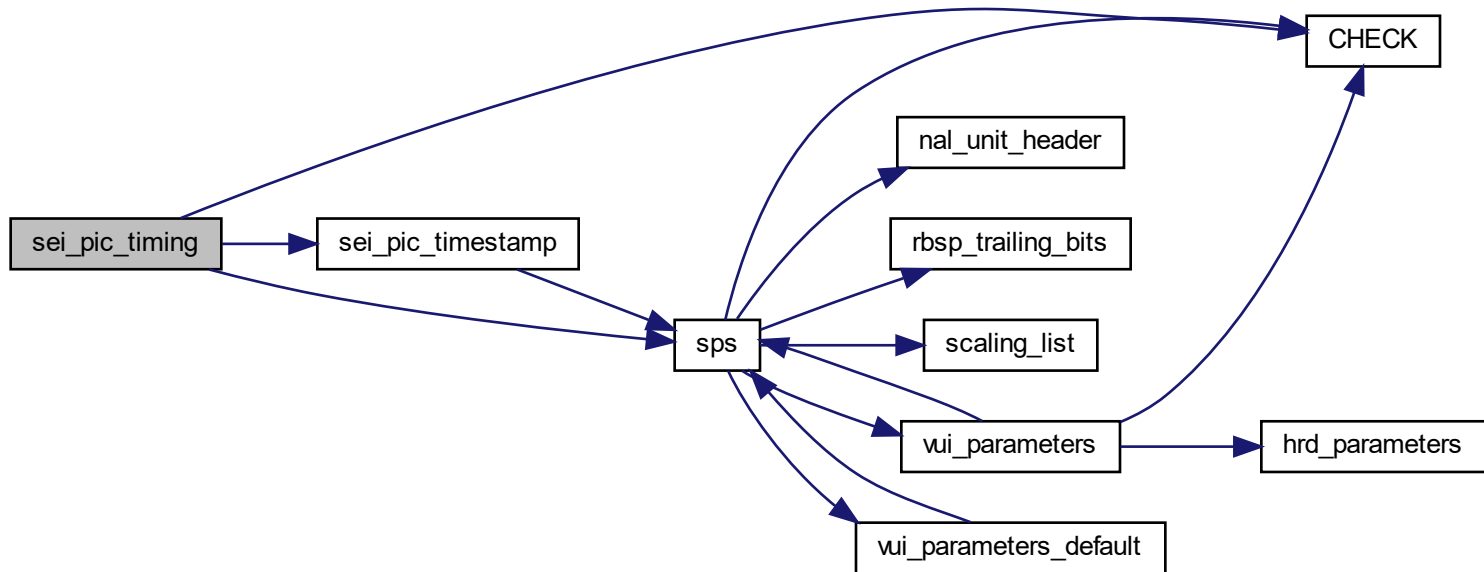 CHECK
nal_unit_header
sei_pic_timing
sei_pic_timestamp
rbsp_trailing_bits
sps
scaling_list
vui_parameters
hrd_parameters
vui_parameters_default